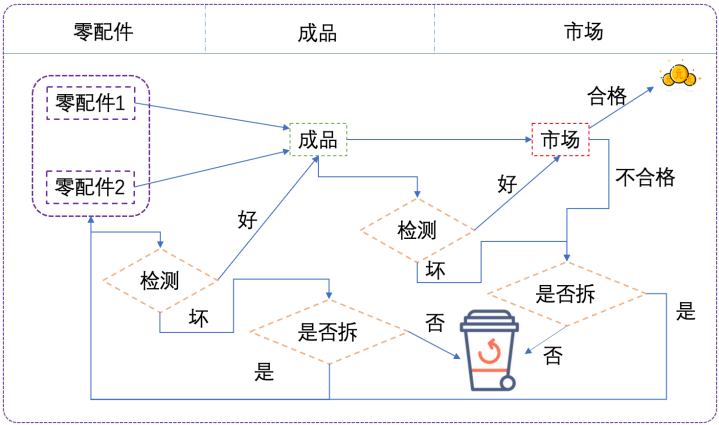 零配件
成品
市场
合格
零配件1
成品
市场
零配件2
好
不合格
好
检测
检测
坏
坏
是否拆
是否拆
否
是
是
否